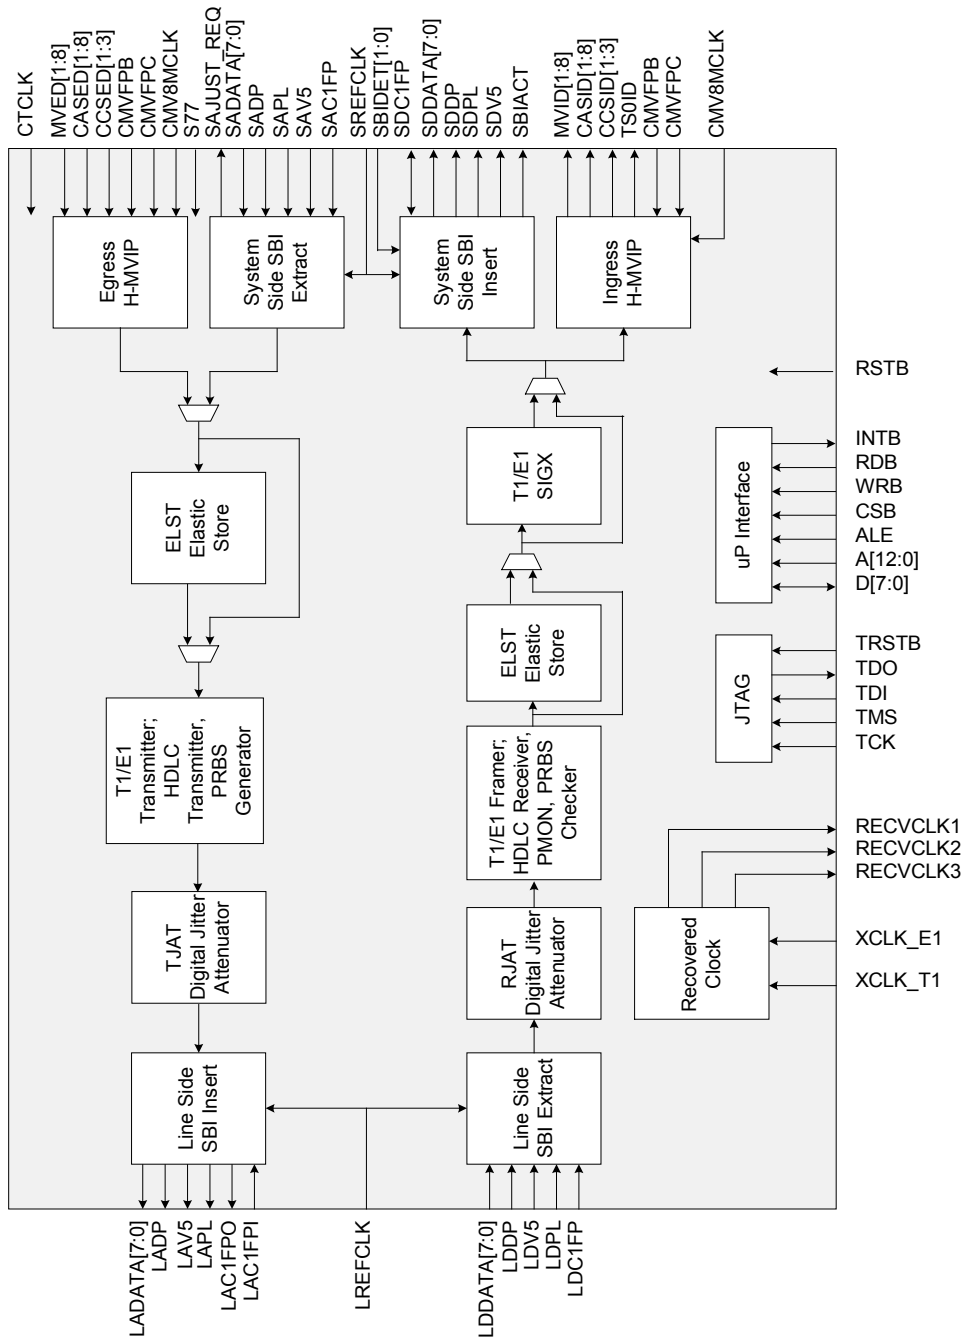 CTCLK
MVED[1:8]
CASED[1:8]
CCSED[1:3]
CMVFPB
CMVFPC
CMV8MCLK
S77
SAJUST_REQ
SADATA[7:0]
SADP
SAPL
SAV5
SAC1FP
SREFCLK
SBIDET[1:0]
SDC1FP
SDDATA[7:0]
SDDP
SDPL
SDV5
SBIACT
MVID[1:8]
CASID[1:8]
CCSID[1:3]
TS0ID
CMVFPB
CMVFPC
CMV8MCLK
Egress
H-MVIP
System
Side SBI
Extract
System
Side SBI
Insert
Ingress
H-MVIP
RSTB
ELST
Elastic
Store
T1/E1
SIGX
uP Interface
INTB
RDB
WRB
CSB
ALE
A[12:0]
D[7:0]
ELST
Elastic
Store
JTAG
TRSTB
TDO
TDI
TMS
TCK
T1/E1
Transmitter;
HDLC
Transmitter,
PRBS
Generator
T1/E1 Framer;
HDLC Receiver,
PMON, PRBS
Checker
RECVCLK1
RECVCLK2
RECVCLK3
TJAT
Digital Jitter
Attenuator
RJAT
Digital Jitter
Attenuator
Recovered
Clock
XCLK_E1
XCLK_T1
Line Side
SBI Insert
Line Side
SBI Extract
LADATA[7:0]
LADP
LAV5
LAPL
LAC1FPO
LAC1FPI
LREFCLK
LDDATA[7:0]
LDDP
LDV5
LDPL
LDC1FP